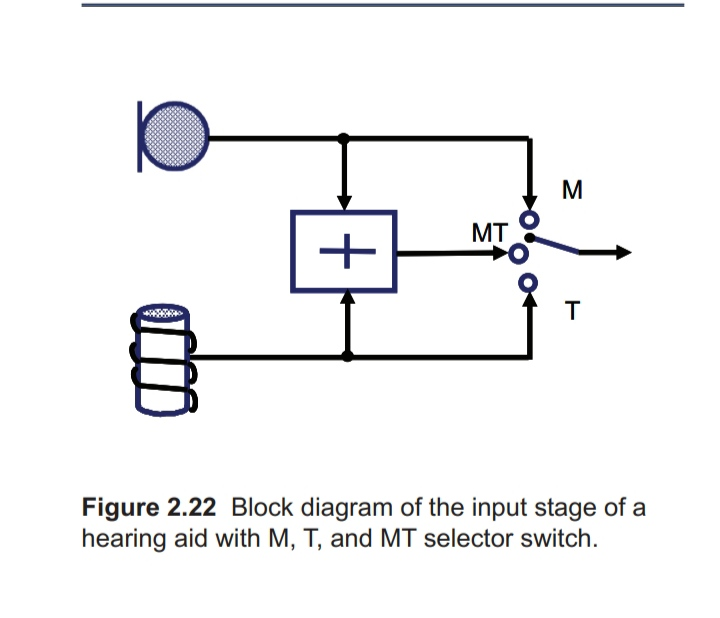 M
MT
T
Figure 2.22 Block diagram of the input stage of a
hearing aid with M, T, and MT selector switch.